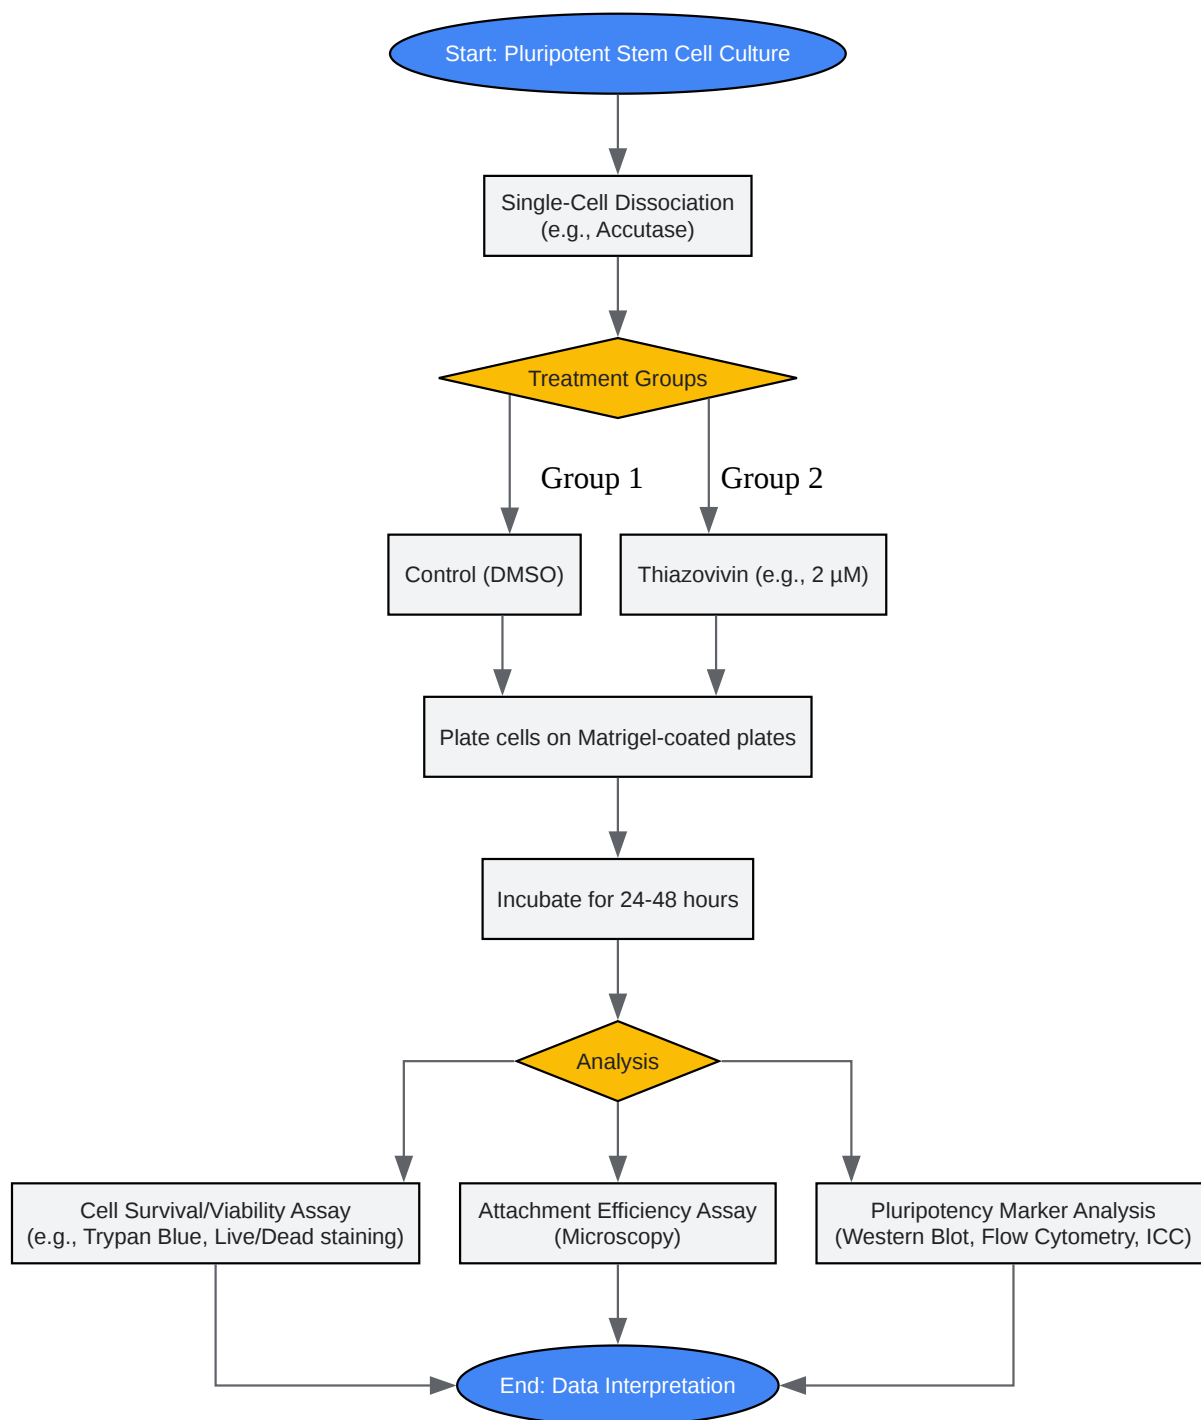 Start: Pluripotent Stem Cell Culture
Single-Cell Dissociation
(e.g., Accutase)
Treatment Groups
Group 1
Group 2
Control (DMSO)
Thiazovivin (e.g., 2 µM)
Plate cells on Matrigel-coated plates
Incubate for 24-48 hours
Analysis
Cell Survival/Viability Assay
(e.g., Trypan Blue, Live/Dead staining)
Attachment Efficiency Assay
(Microscopy)
Pluripotency Marker Analysis
(Western Blot, Flow Cytometry, ICC)
End: Data Interpretation